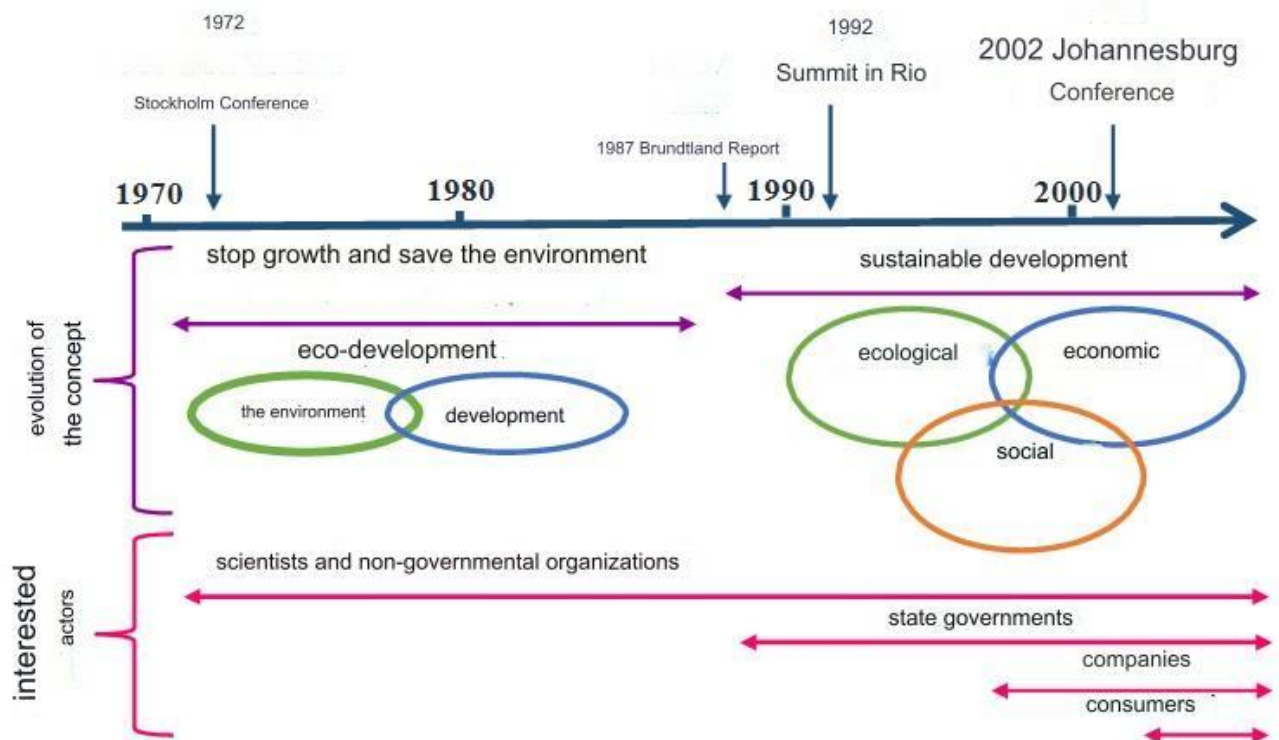 1972
Stockholm Conference
1987 Brundtland Report
1992
Summit in Rio
2002 Johannesburg
Conference
1970
1980
1990
2000
evolution of
the concept
stop growth and save the environment
eco-development
the environment
development
sustainable development
ecological
economic
social
interested
actors
scientists and non-governmental organizations
state governments
companies
consumers